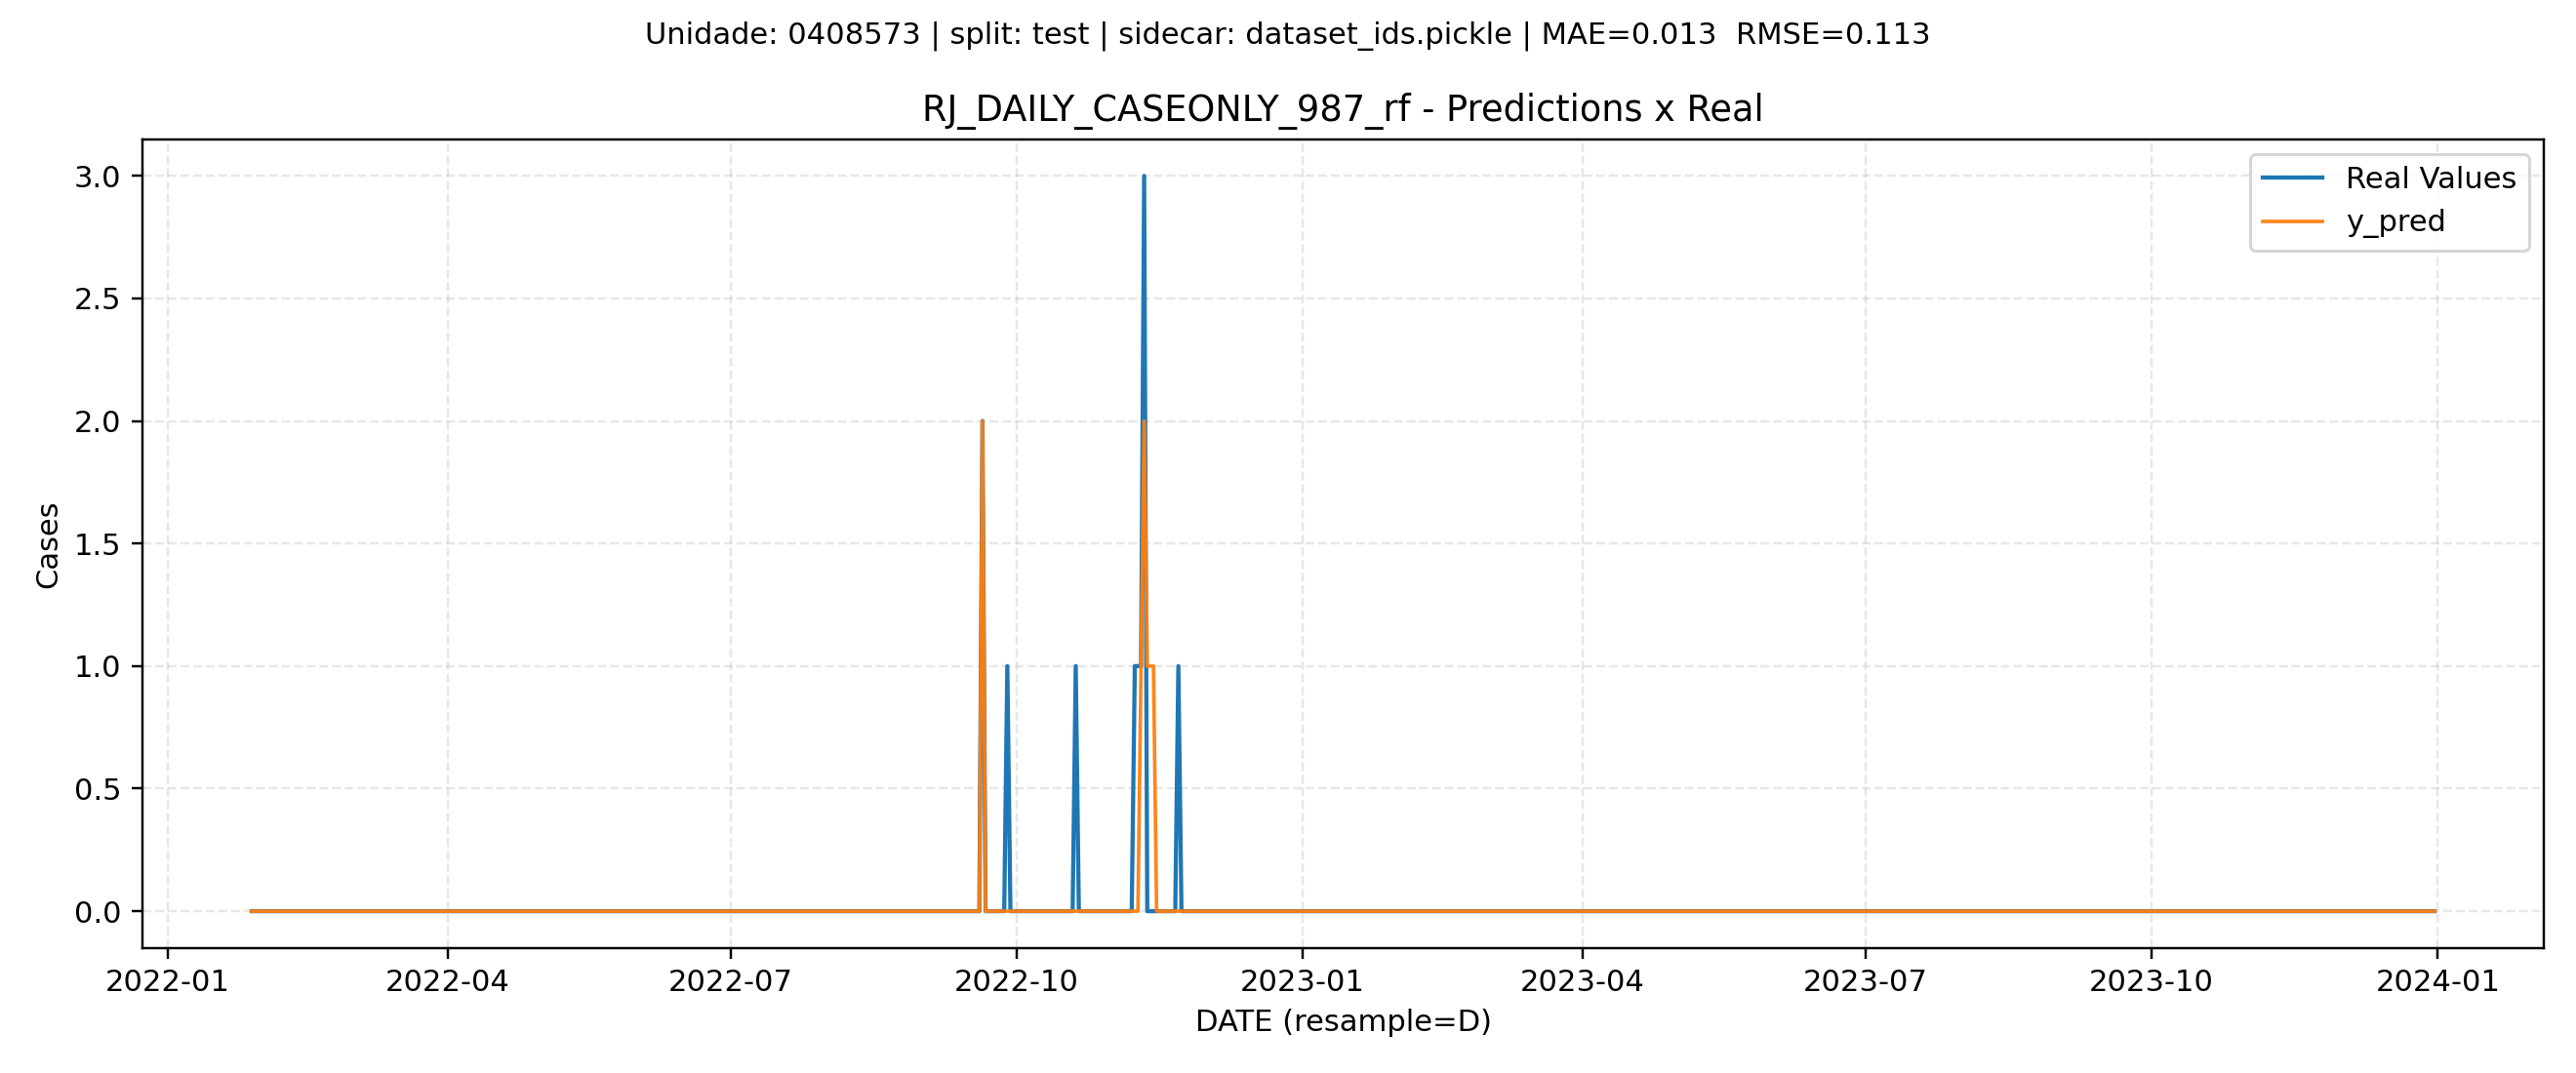 Unidade: 0408573 | split: test | sidecar: dataset_ids.pickle | MAE=0.013  RMSE=0.113
RJ_DAILY_CASEONLY_987_rf - Predictions x Real
Real Values
y_pred
Cases
3.0
2.5
2.0
1.5
1.0
0.5
0.0
2022-01
2022-04
2022-07
2022-10
2023-01
2023-04
2023-07
2023-10
2024-01
DATE (resample=D)